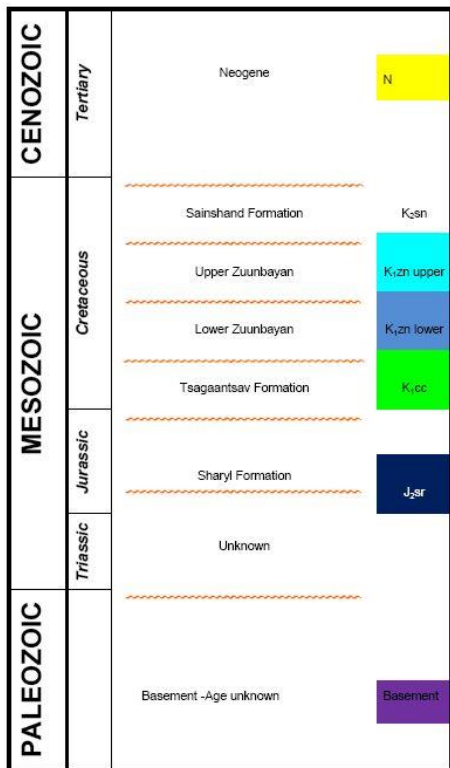 CENOZOIC
Tertiary
Neogene
N
MESOZOIC
Cretaceous
Sainshand Formation
K₂sn
Upper Zuunbayan
K₁zn upper
Lower Zuunbayan
K₁zn lower
Tsagaantsav Formation
K₁cc
Jurassic
Sharyl Formation
J₂sr
Triassic
Unknown
PALEOZOIC
Basement -Age unknown
Basement